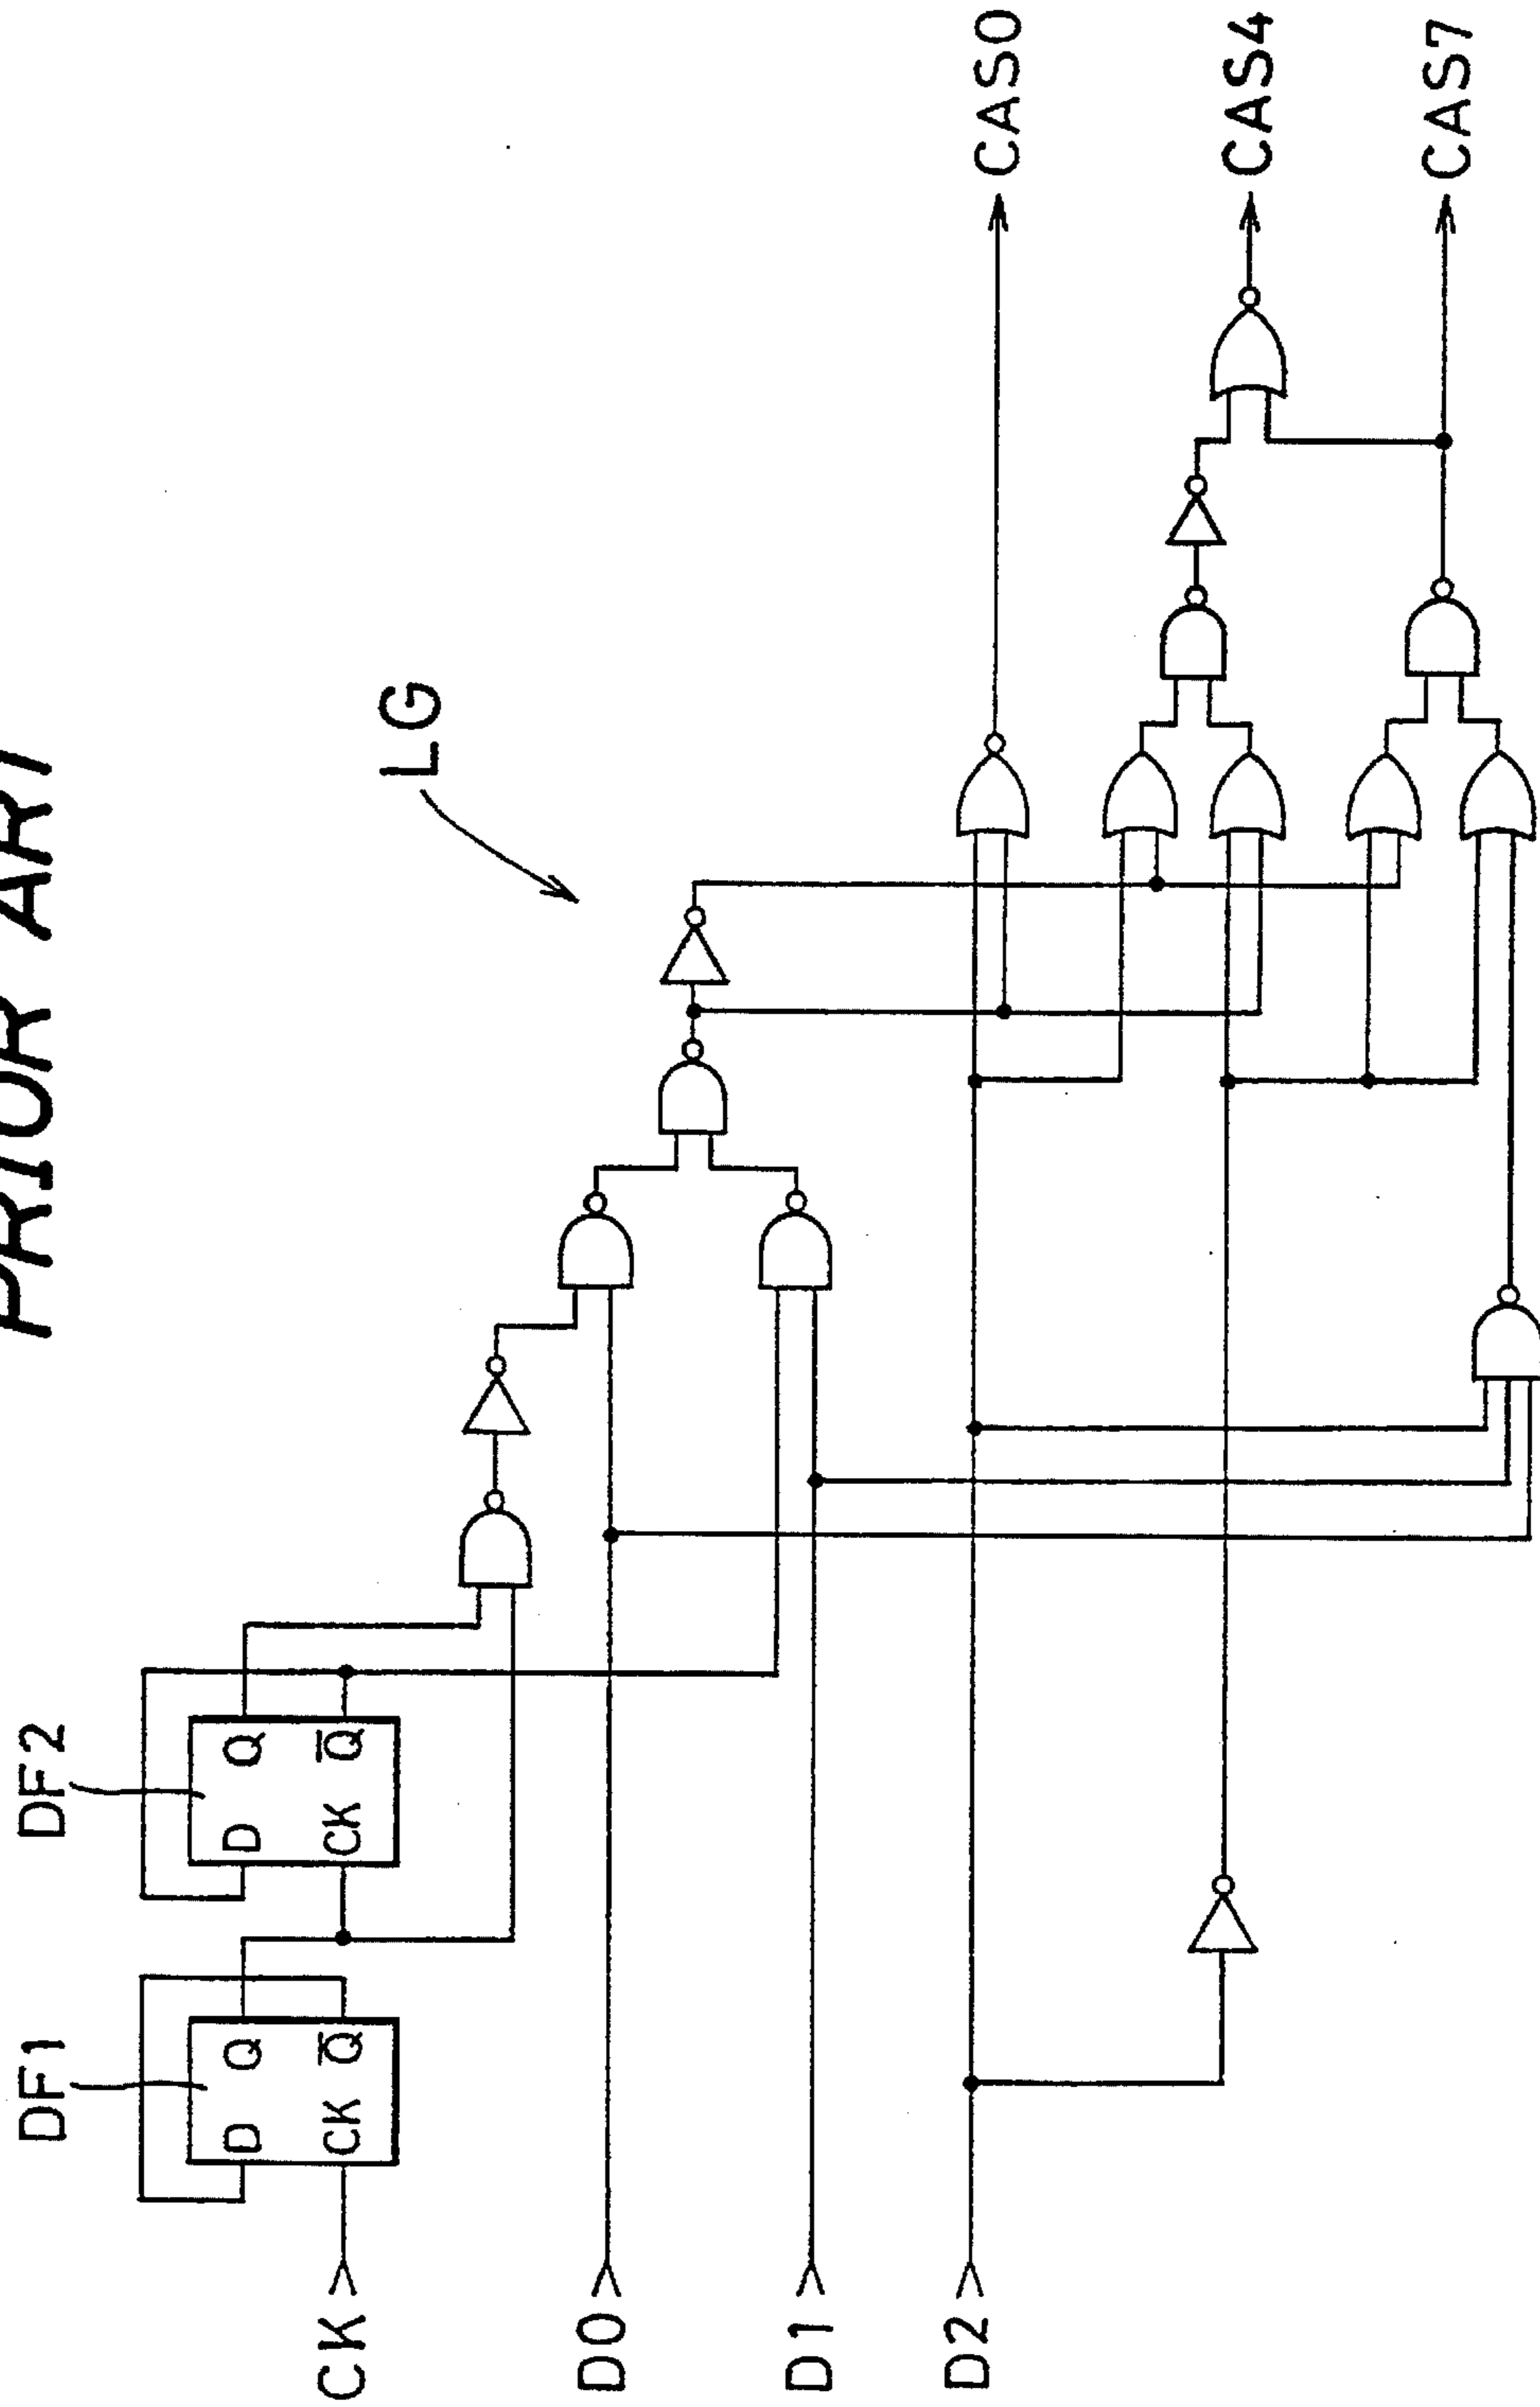 PRIOR ART
LG
DF1
DF2
D Q
CK Q̅
D Q
CK Q̅
CK
D0
D1
D2
CAS0
CAS4
CAS7